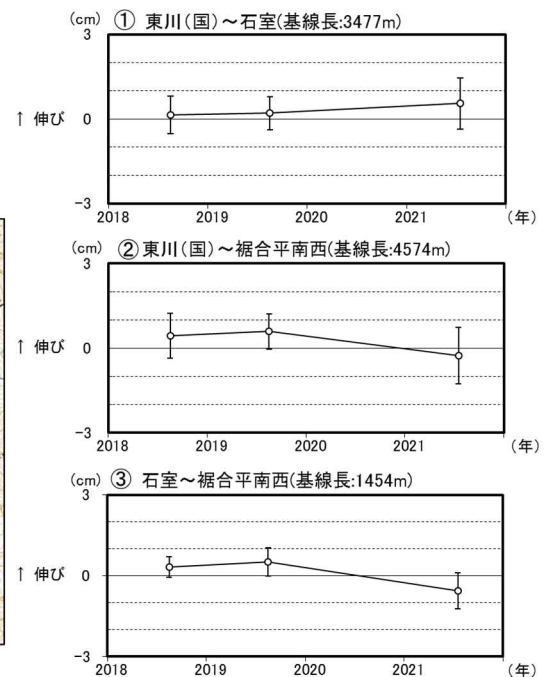 (cm) ① 東川(国)~石室(基線長:3477m)
3
↑ 伸び 0
-3
2018 2019 2020 2021 (年)
(cm) ② 東川(国)~裾合平南西(基線長:4574m)
3
↑ 伸び 0
-3
2018 2019 2020 2021 (年)
(cm) ③ 石室~裾合平南西(基線長:1454m)
3
↑ 伸び 0
-3
2018 2019 2020 2021 (年)